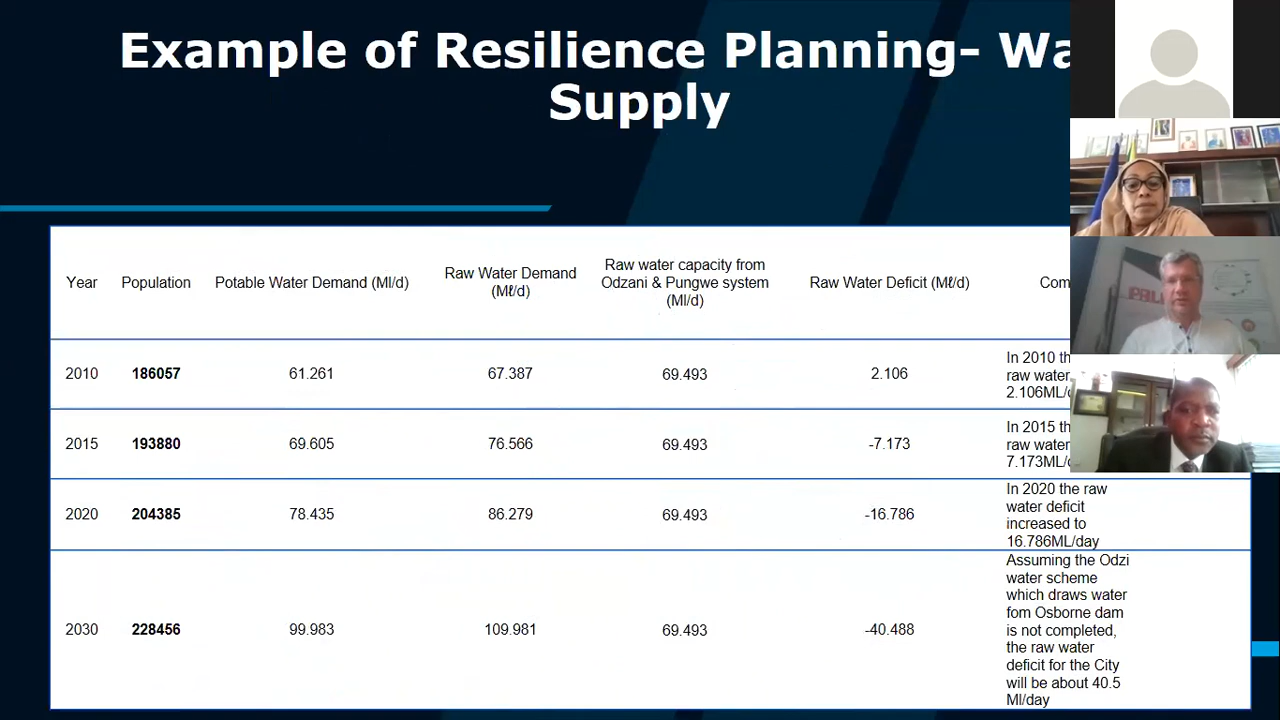 Example of Resilience Planning-
Supply
Year
Population
Potable Water Demand (Ml/d)
Raw Water Demand
(Mℓ/d)
Raw water capacity from
Odzani & Pungwe system
(Ml/d)
Raw Water Deficit (Mℓ/d)
2010
186057
61.261
67.387
69.493
2.106
In 2010
raw water
2.106ML/
2015
193880
69.605
76.566
69.493
-7.173
In 2015
raw water
7.173ML/
2020
204385
78.435
86.279
69.493
-16.786
In 2020 the raw
water deficit
increased to
16.786ML/day
2030
228456
99.983
109.981
69.493
-40.488
Assuming the Odzi
water scheme
which draws water
fom Osborne dam
is not completed,
the raw water
deficit for the City
will be about 40.5
Ml/day